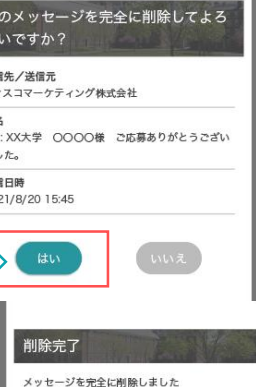 のメッセージを完全に削除してよろ
いですか？
信先／送信元
スコマーケティング株式会社
名
: XX大学　〇〇〇〇様　ご応募ありがとうござい
した。
信日時
21/8/20 15:45
はい
いいえ
削除完了
メッセージを完全に削除しました